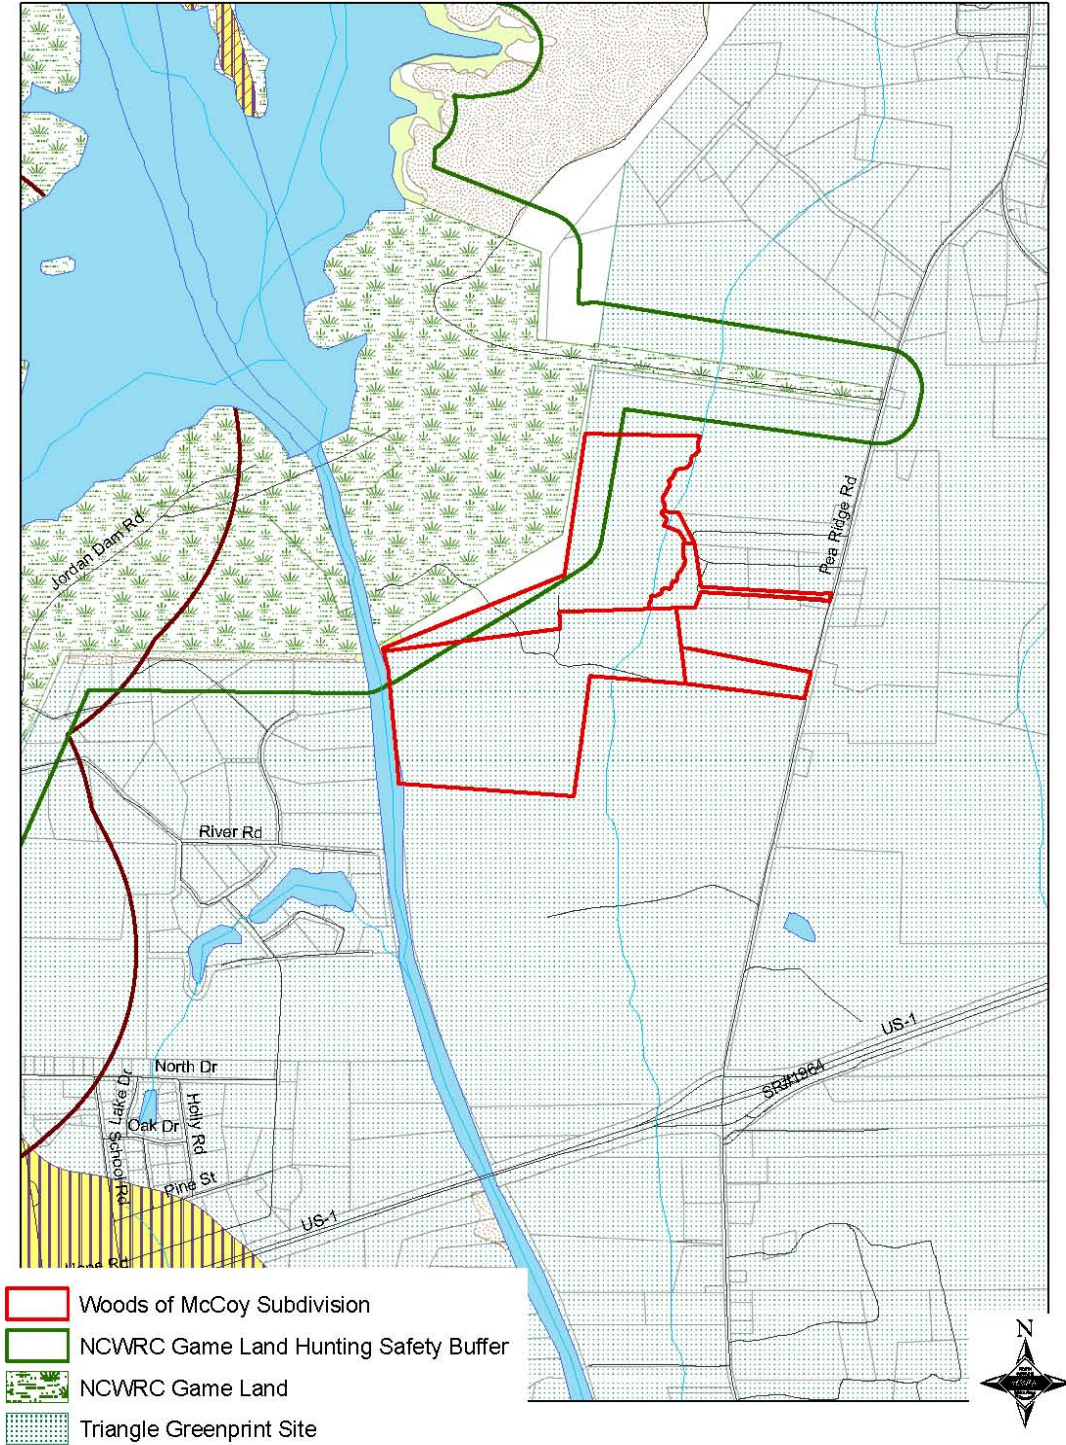 Jordan Dam Rd
Pea Ridge Rd
River Rd
US-1
SR#1964
North Dr
Lake Dr
Holly Rd
Oak Dr
School Rd
Pine St
US-1
Woods of McCoy Subdivision
NCWRC Game Land Hunting Safety Buffer
NCWRC Game Land
Triangle Greenprint Site
N